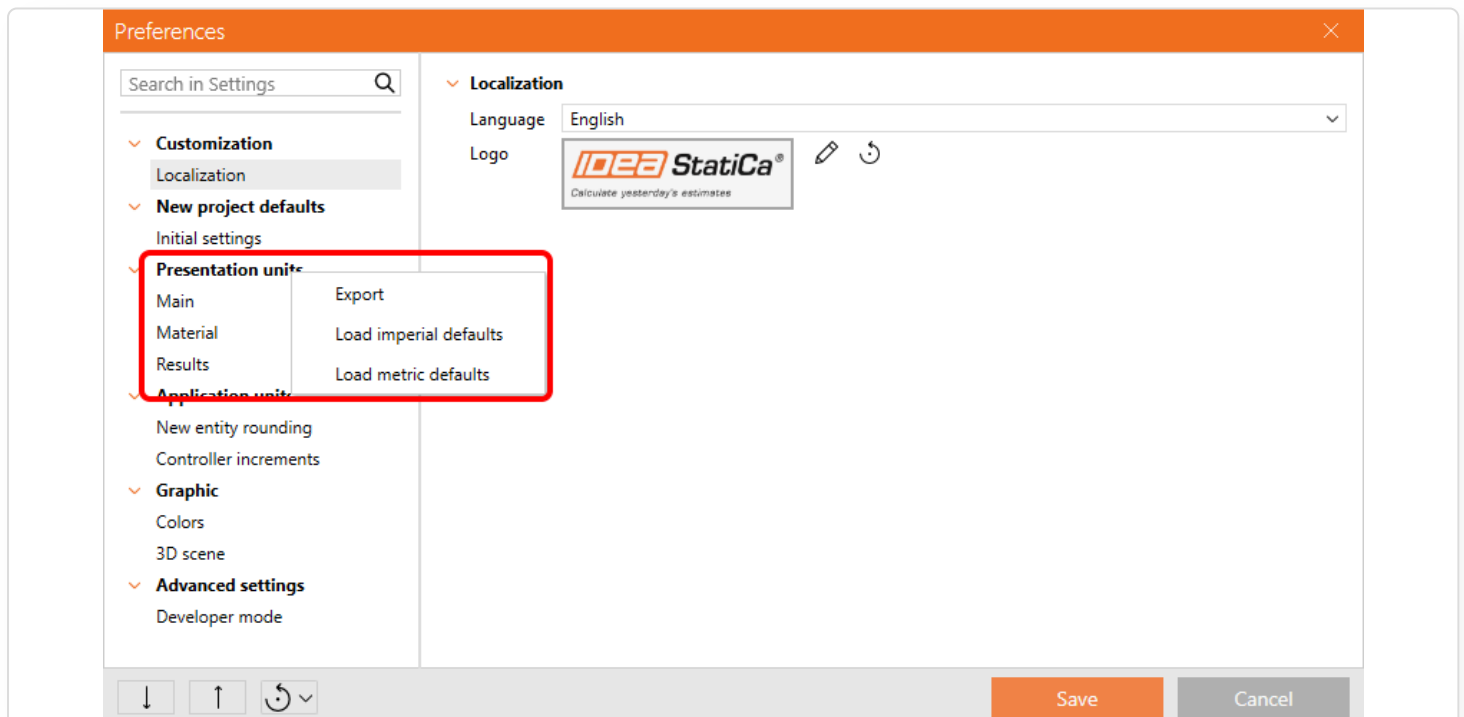 Preferences
Search in Settings
Customization
Localization
New project defaults
Initial settings
Presentation units
Main
Material
Results
Application units
New entity rounding
Controller increments
Graphic
Colors
3D scene
Advanced settings
Developer mode
Export
Load imperial defaults
Load metric defaults
Localization
Language English
Logo
IDEA StatiCa®
Calculate yesterday's estimates
Save Cancel